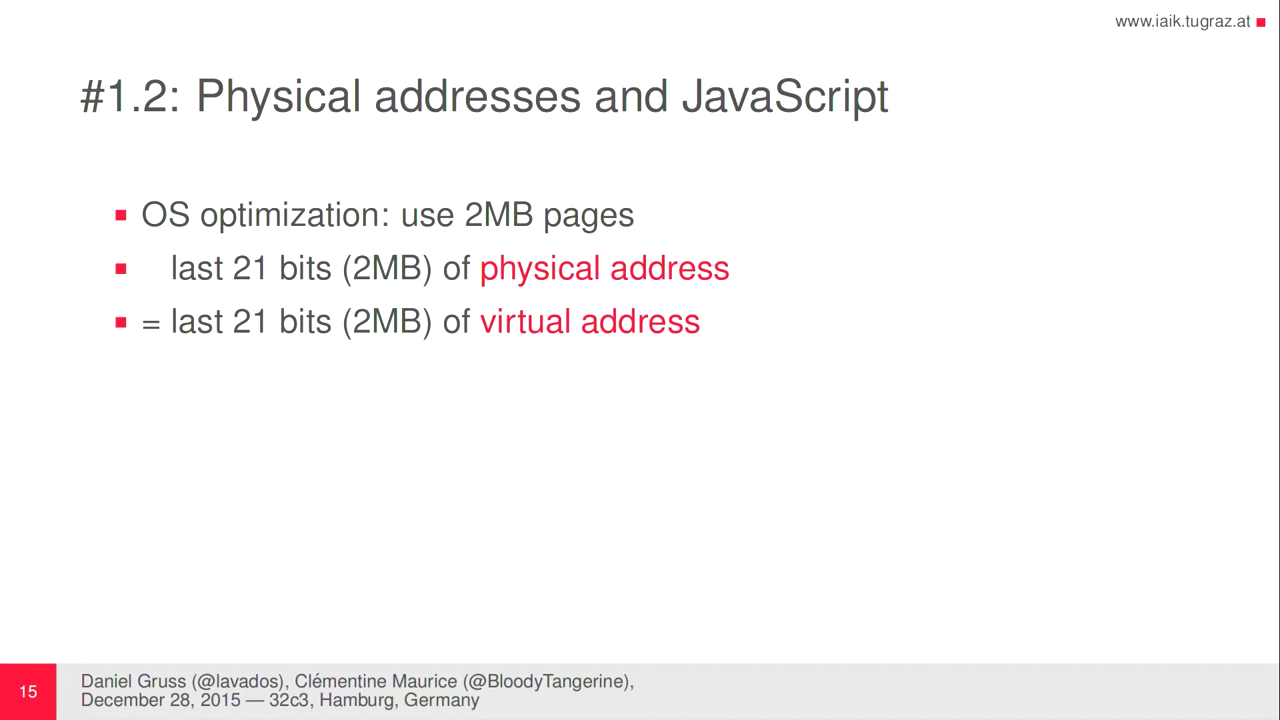 www.iaik.tugraz.at
#1.2: Physical addresses and JavaScript
OS optimization: use 2MB pages
last 21 bits (2MB) of physical address
= last 21 bits (2MB) of virtual address
15
Daniel Gruss (@lavados), Clémentine Maurice (@BloodyTangerine),
December 28, 2015 — 32c3, Hamburg, Germany